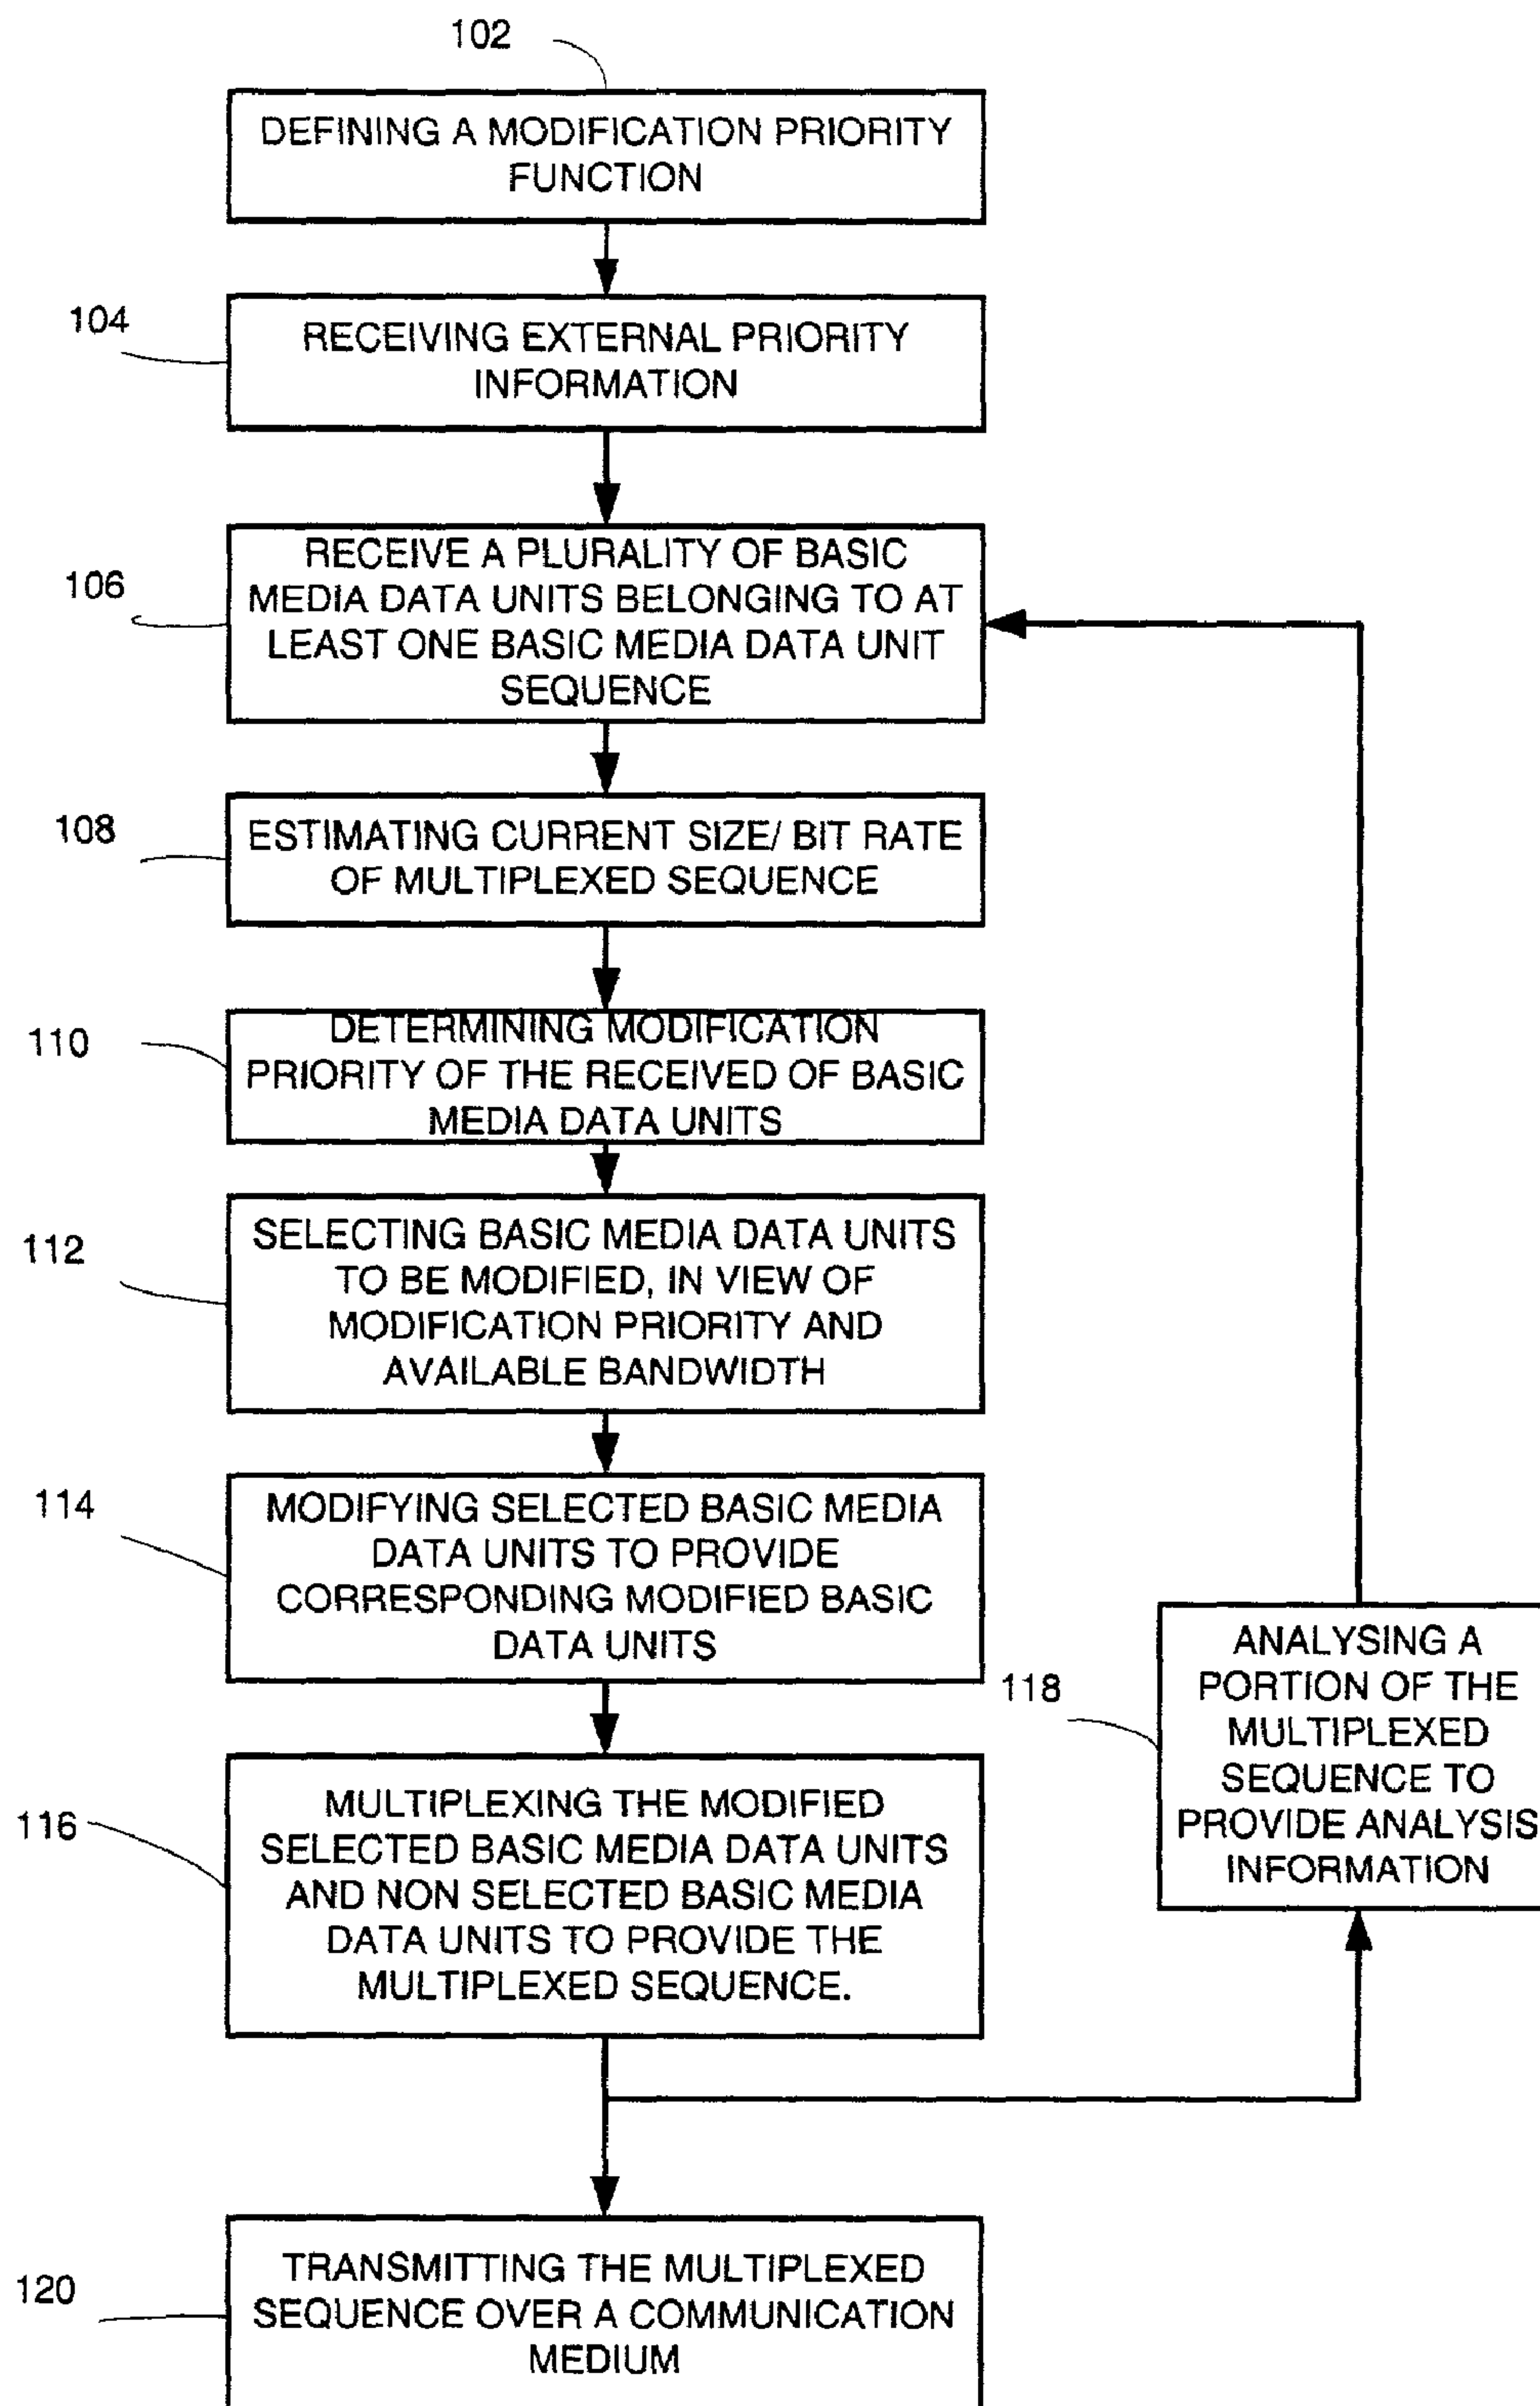 102
DEFINING A MODIFICATION PRIORITY
FUNCTION
104
RECEIVING EXTERNAL PRIORITY
INFORMATION
106
RECEIVE A PLURALITY OF BASIC
MEDIA DATA UNITS BELONGING TO AT
LEAST ONE BASIC MEDIA DATA UNIT
SEQUENCE
108
ESTIMATING CURRENT SIZE/ BIT RATE
OF MULTIPLEXED SEQUENCE
110
DETERMINING MODIFICATION
PRIORITY OF THE RECEIVED OF BASIC
MEDIA DATA UNITS
112
SELECTING BASIC MEDIA DATA UNITS
TO BE MODIFIED, IN VIEW OF
MODIFICATION PRIORITY AND
AVAILABLE BANDWIDTH
114
MODIFYING SELECTED BASIC MEDIA
DATA UNITS TO PROVIDE
CORRESPONDING MODIFIED BASIC
DATA UNITS
118
ANALYSING A
PORTION OF THE
MULTIPLEXED
SEQUENCE TO
PROVIDE ANALYSIS
INFORMATION
116
MULTIPLEXING THE MODIFIED
SELECTED BASIC MEDIA DATA UNITS
AND NON SELECTED BASIC MEDIA
DATA UNITS TO PROVIDE THE
MULTIPLEXED SEQUENCE.
120
TRANSMITTING THE MULTIPLEXED
SEQUENCE OVER A COMMUNICATION
MEDIUM